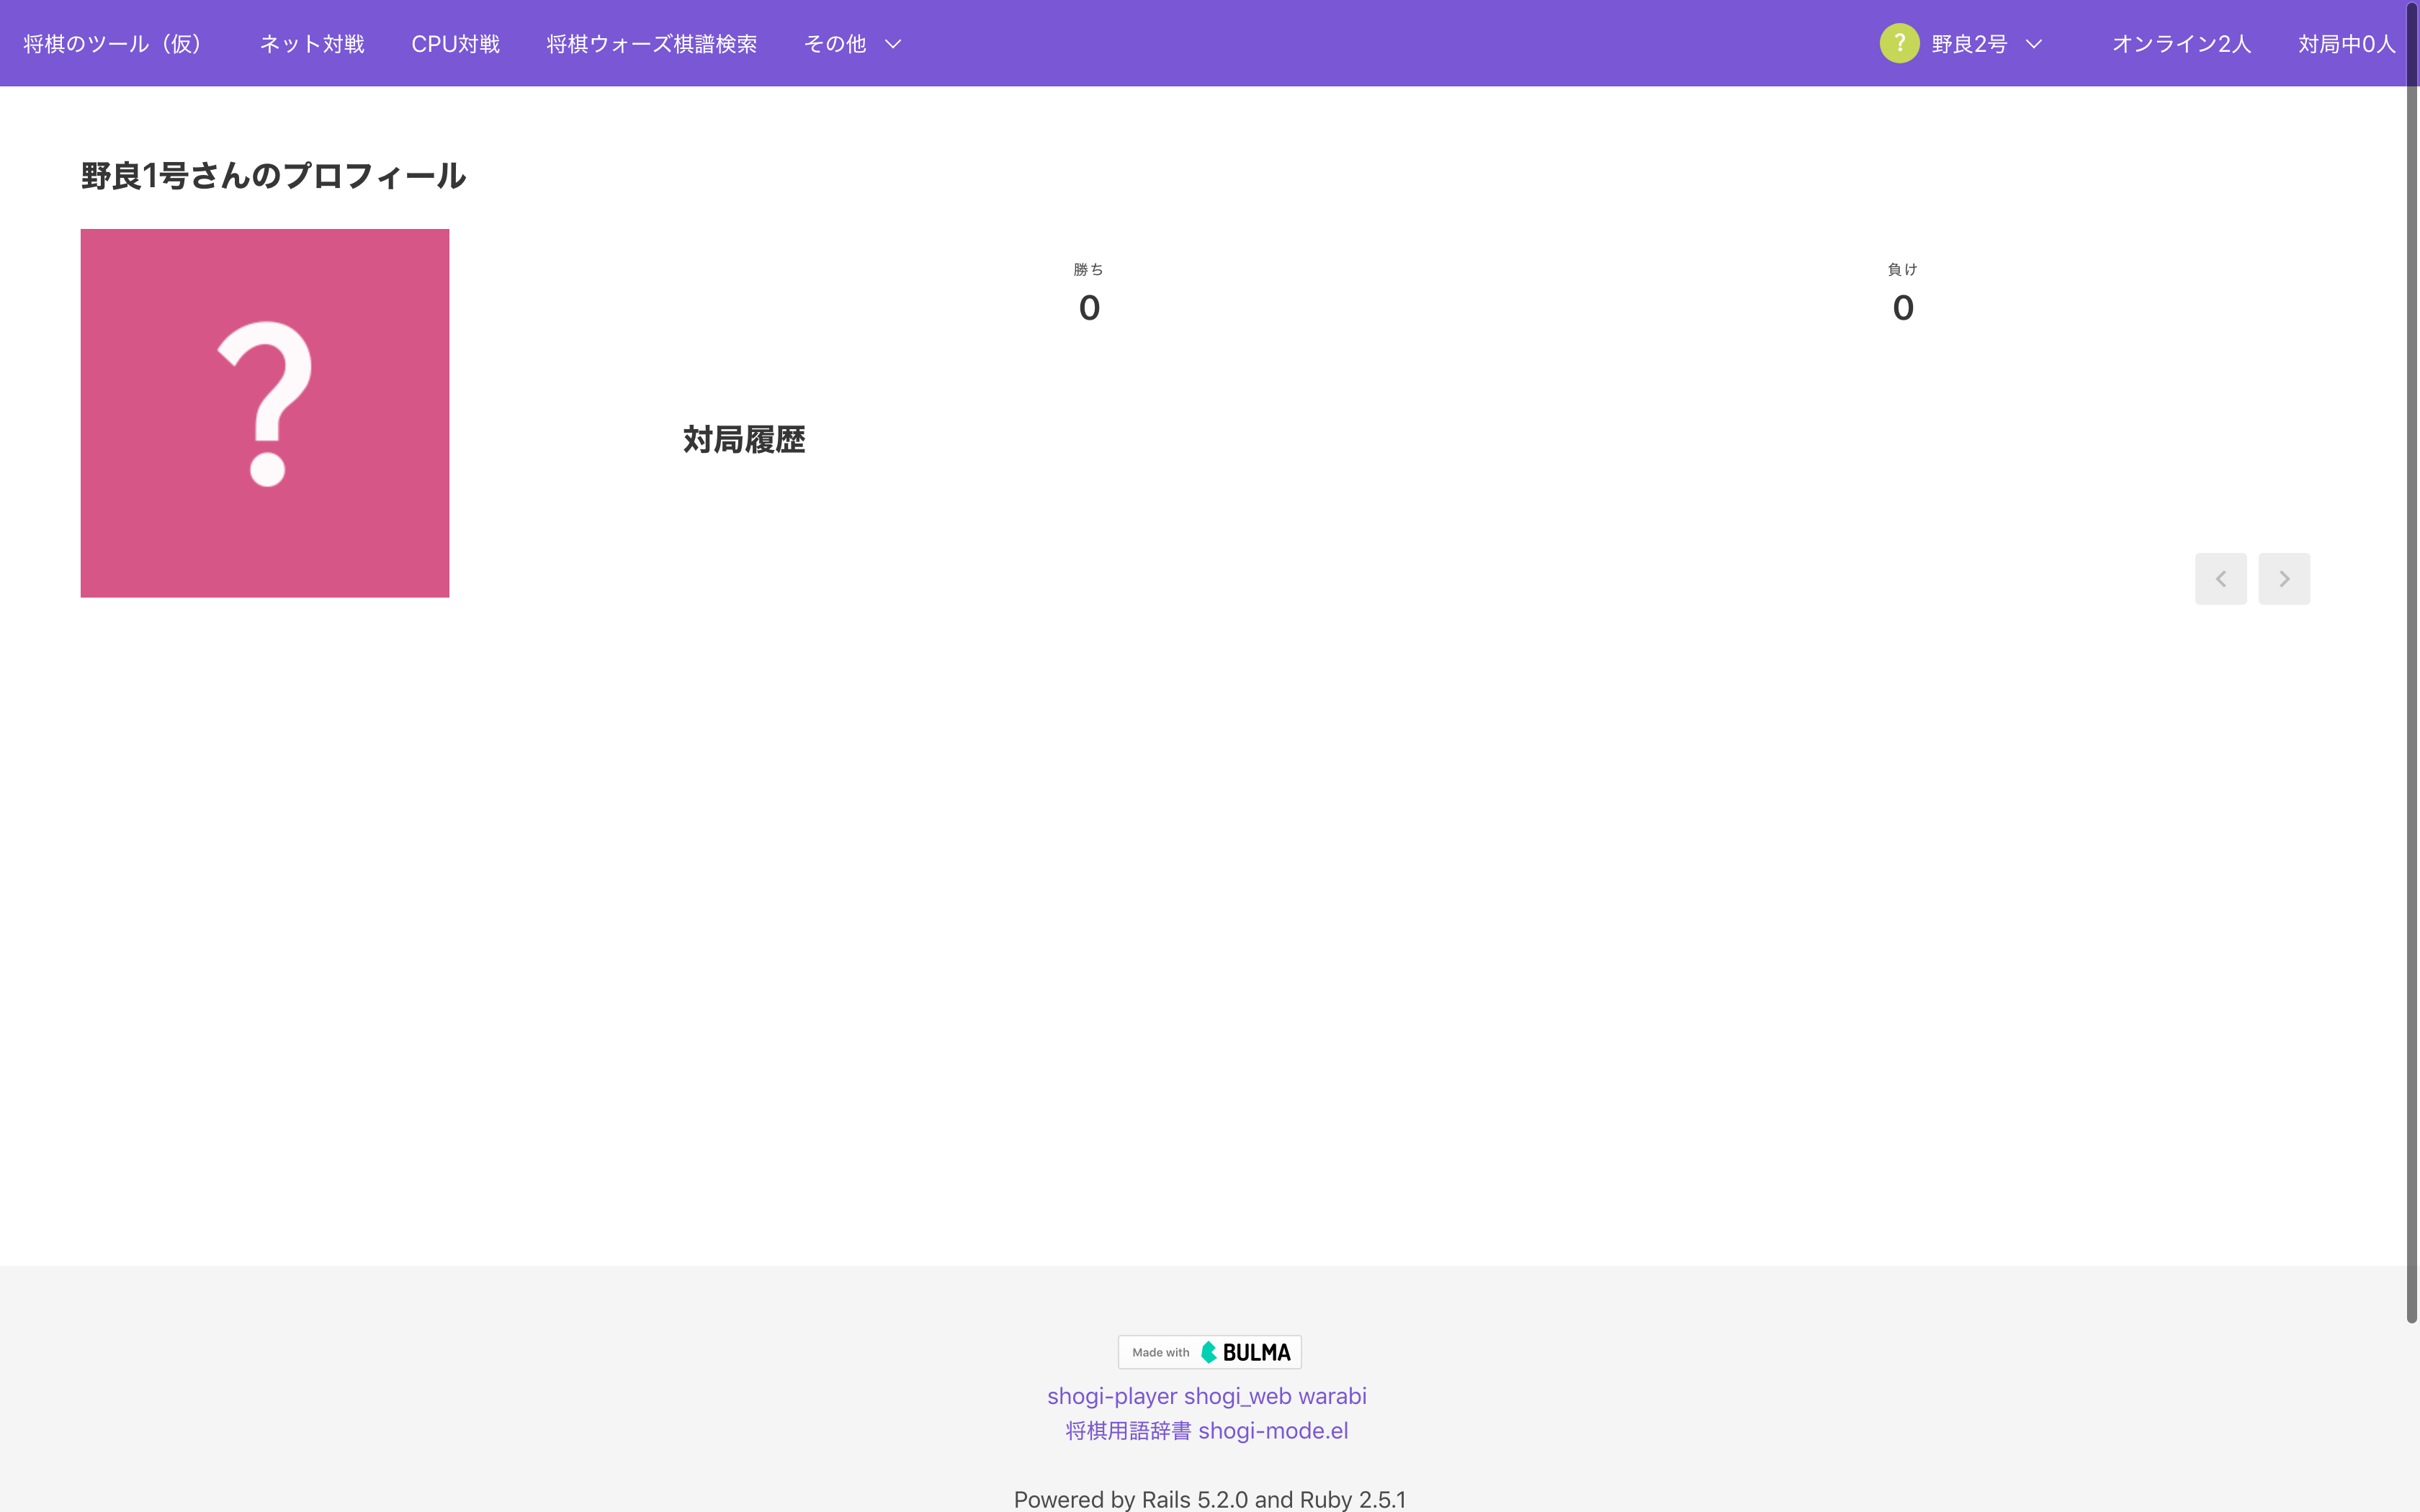 将棋のツール（仮） ネット対戦 CPU対戦 将棋ウォーズ棋譜検索 その他 ? 野良2号 オンライン2人 対局中0人
野良1号さんのプロフィール
?
勝ち 負け
0 0
対局履歴
Made with BULMA
shogi-player shogi_web warabi
将棋用語辞書 shogi-mode.el
Powered by Rails 5.2.0 and Ruby 2.5.1